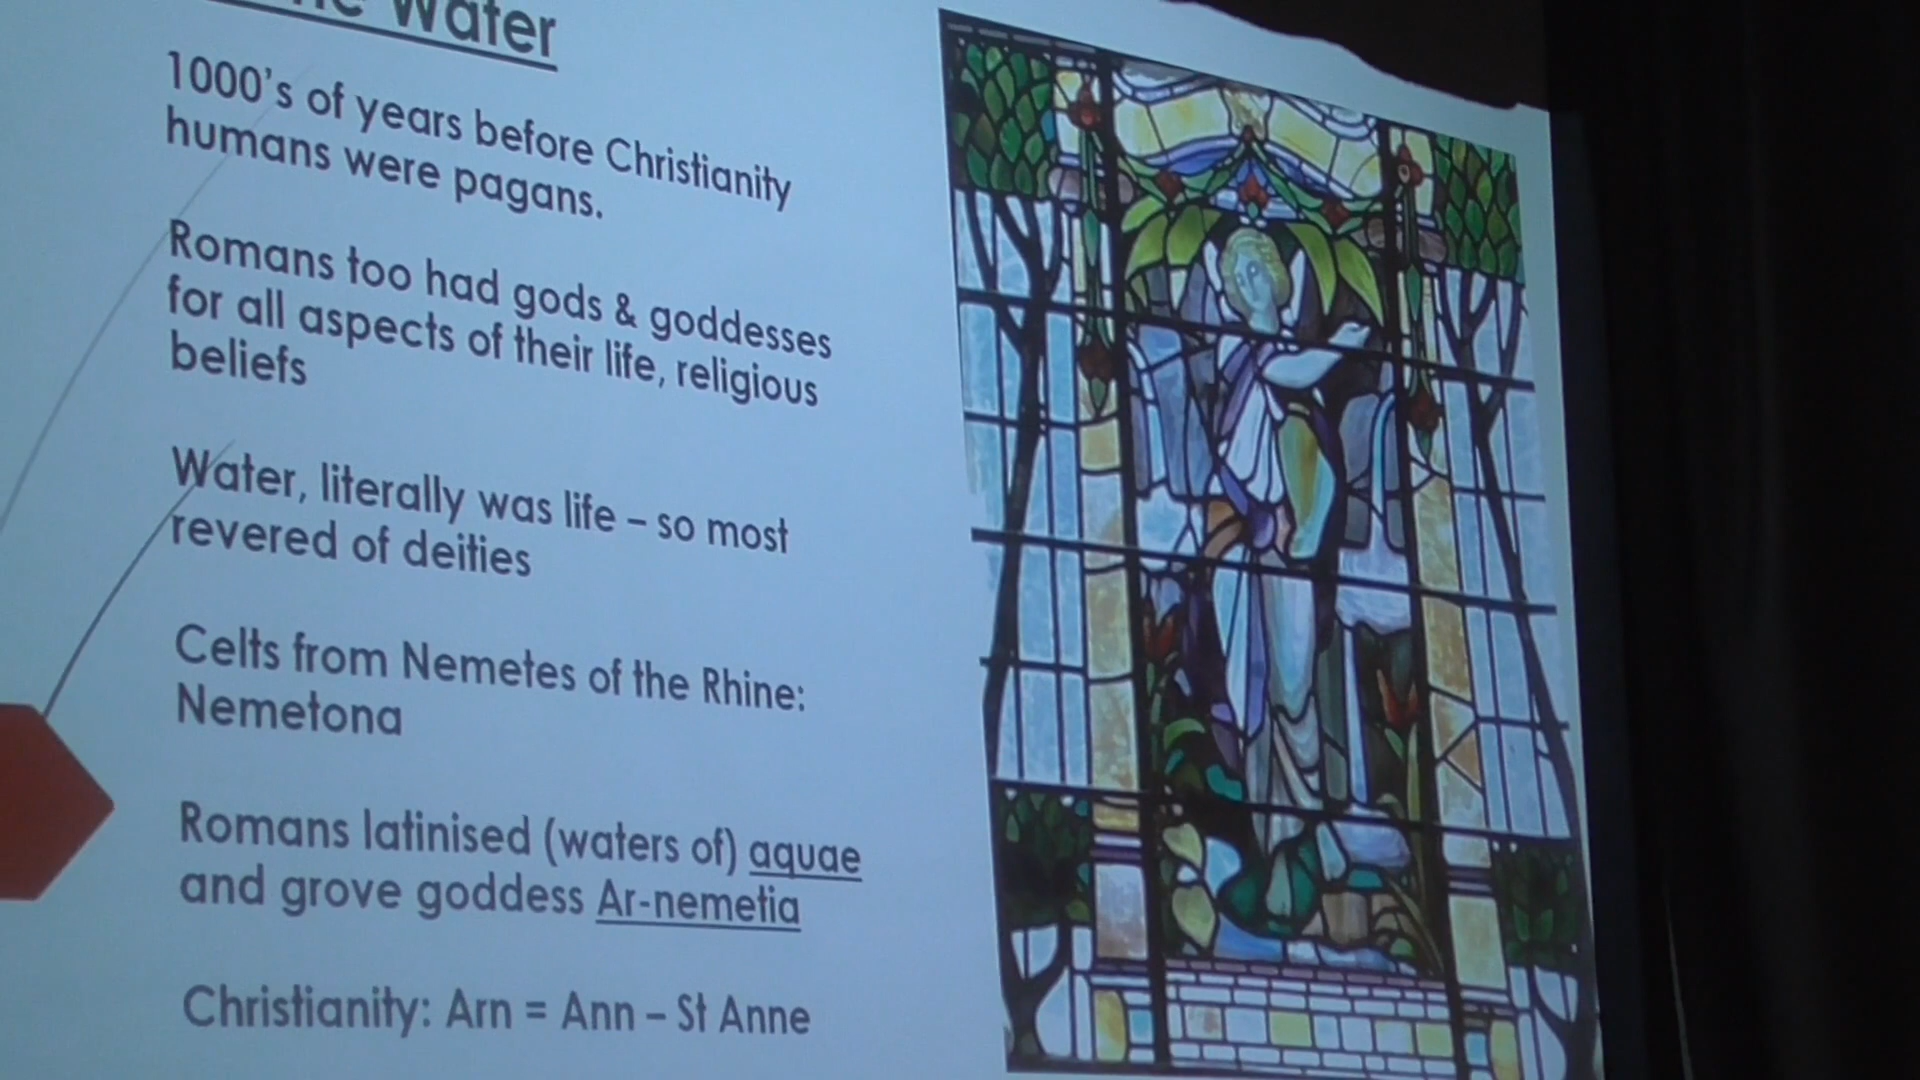 Water
1000's of years before Christianity
humans were pagans.
Romans too had gods & goddesses
for all aspects of their life, religious
beliefs
Water, literally was life – so most
revered of deities
Celts from Nemetes of the Rhine:
Nemetona
Romans latinised (waters of) aquae
and grove goddess Ar-nemetia
Christianity: Arn = Ann – St Anne